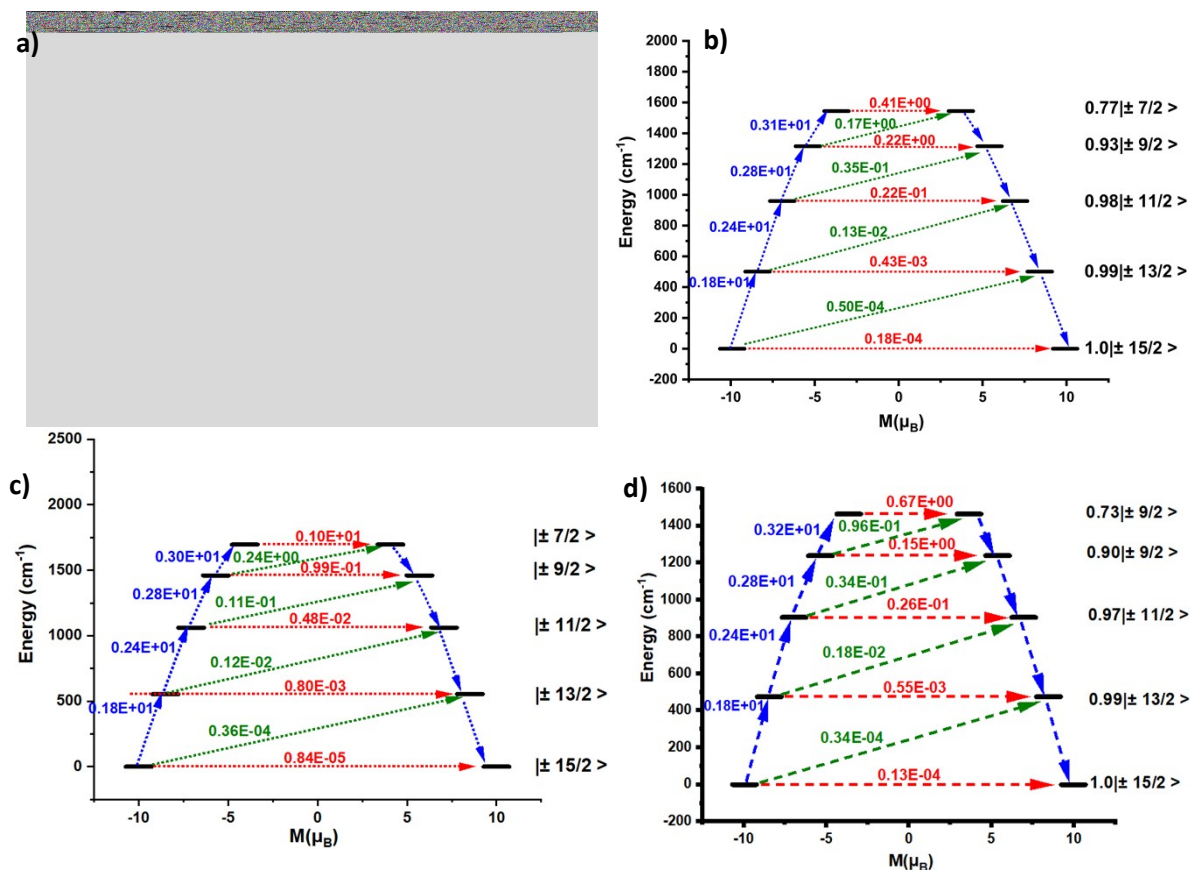 a)
b)
2000
1800
1600
1400
1200
1000
800
600
400
200
0
-200
Energy (cm-1)
-10 -5 0 5 10
M(μB)
0.41E+00
0.31E+01
0.17E+00
0.22E+00
0.28E+01
0.35E-01
0.22E-01
0.24E+01
0.13E-02
0.43E-03
0.18E+01
0.50E-04
0.18E-04
0.77|± 7/2 >
0.93|± 9/2 >
0.98|± 11/2 >
0.99|± 13/2 >
1.0|± 15/2 >
c)
2500
2000
1500
1000
500
0
Energy (cm-1)
-10 -5 0 5 10
M(μB)
0.10E+01
0.30E+01
0.24E+00
0.99E-01
0.28E+01
0.11E-01
0.48E-02
0.24E+01
0.12E-02
0.80E-03
0.18E+01
0.36E-04
0.84E-05
|± 7/2 >
|± 9/2 >
|± 11/2 >
|± 13/2 >
|± 15/2 >
d)
1600
1400
1200
1000
800
600
400
200
0
-200
Energy (cm-1)
-10 -5 0 5 10
M(μB)
0.67E+00
0.32E+01
0.96E-01
0.15E+00
0.28E+01
0.34E-01
0.26E-01
0.24E+01
0.18E-02
0.55E-03
0.18E+01
0.34E-04
0.13E-04
0.73|± 9/2 >
0.90|± 9/2 >
0.97|± 11/2 >
0.99|± 13/2 >
1.0|± 15/2 >